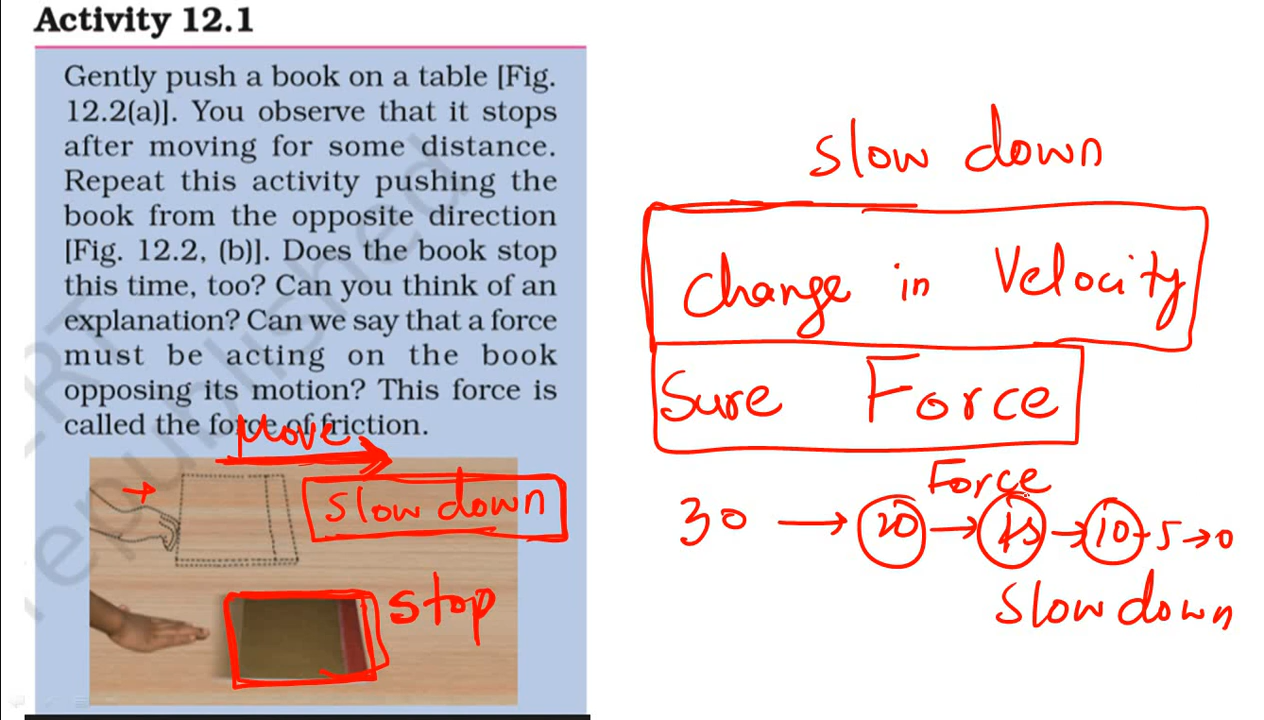 Activity 12.1
Gently push a book on a table [Fig.
12.2(a)]. You observe that it stops
after moving for some distance.
Repeat this activity pushing the
book from the opposite direction
[Fig. 12.2, (b)]. Does the book stop
this time, too? Can you think of an
explanation? Can we say that a force
must be acting on the book
opposing its motion? This force is
called the force of friction.
Move
slow down
stop
slow down
Change in Velocity
Sure Force
Force
30 → 20 → 15 → 10 → 5 → 0
Slow down
republished